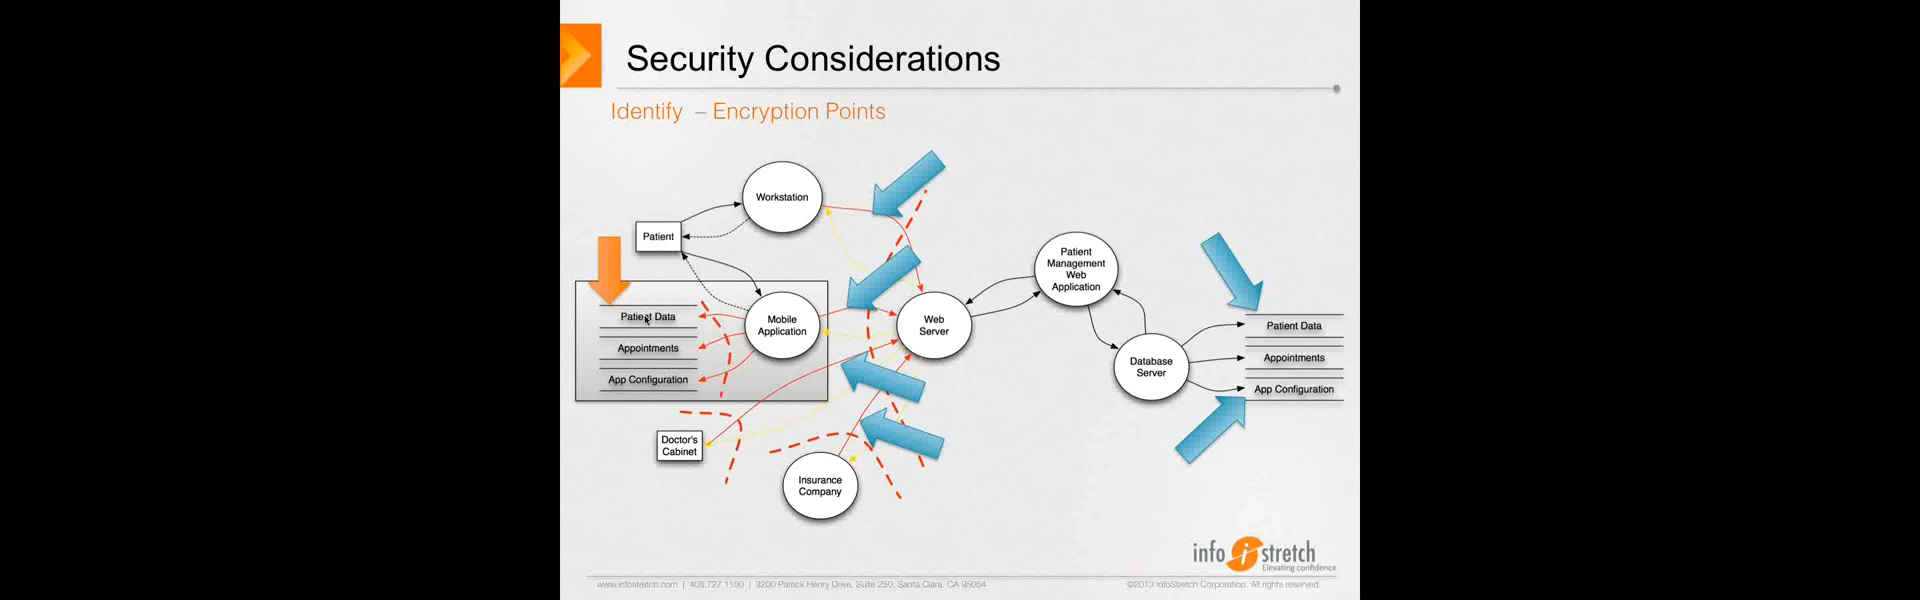 Security Considerations
Identify – Encryption Points
Workstation
Patient
Patient
Management
Web
Application
Patient Data
Appointments
App Configuration
Mobile
Application
Web
Server
Database
Server
Patient Data
Appointments
App Configuration
Doctor's
Cabinet
Insurance
Company
info i stretch
Elevating confidence
www.infostretch.com | 408.727.1100 | 3200 Patrick Henry Drive, Suite 250, Santa Clara, CA 95054
©2013 InfoStretch Corporation. All rights reserved.